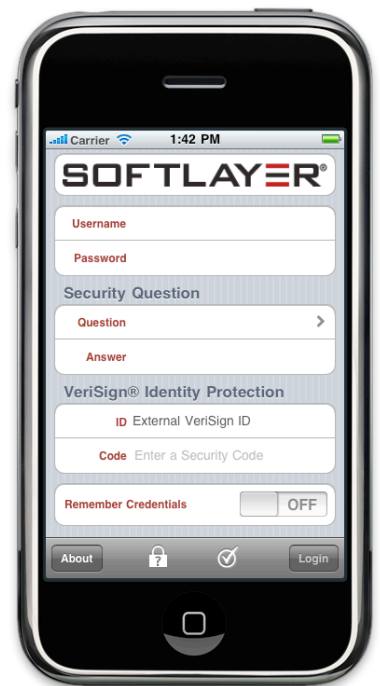 Carrier 1:42 PM
SOFTLAYER®
Username
Password
Security Question
Question
Answer
VeriSign® Identity Protection
ID External VeriSign ID
Code Enter a Security Code
Remember Credentials OFF
About ? Login